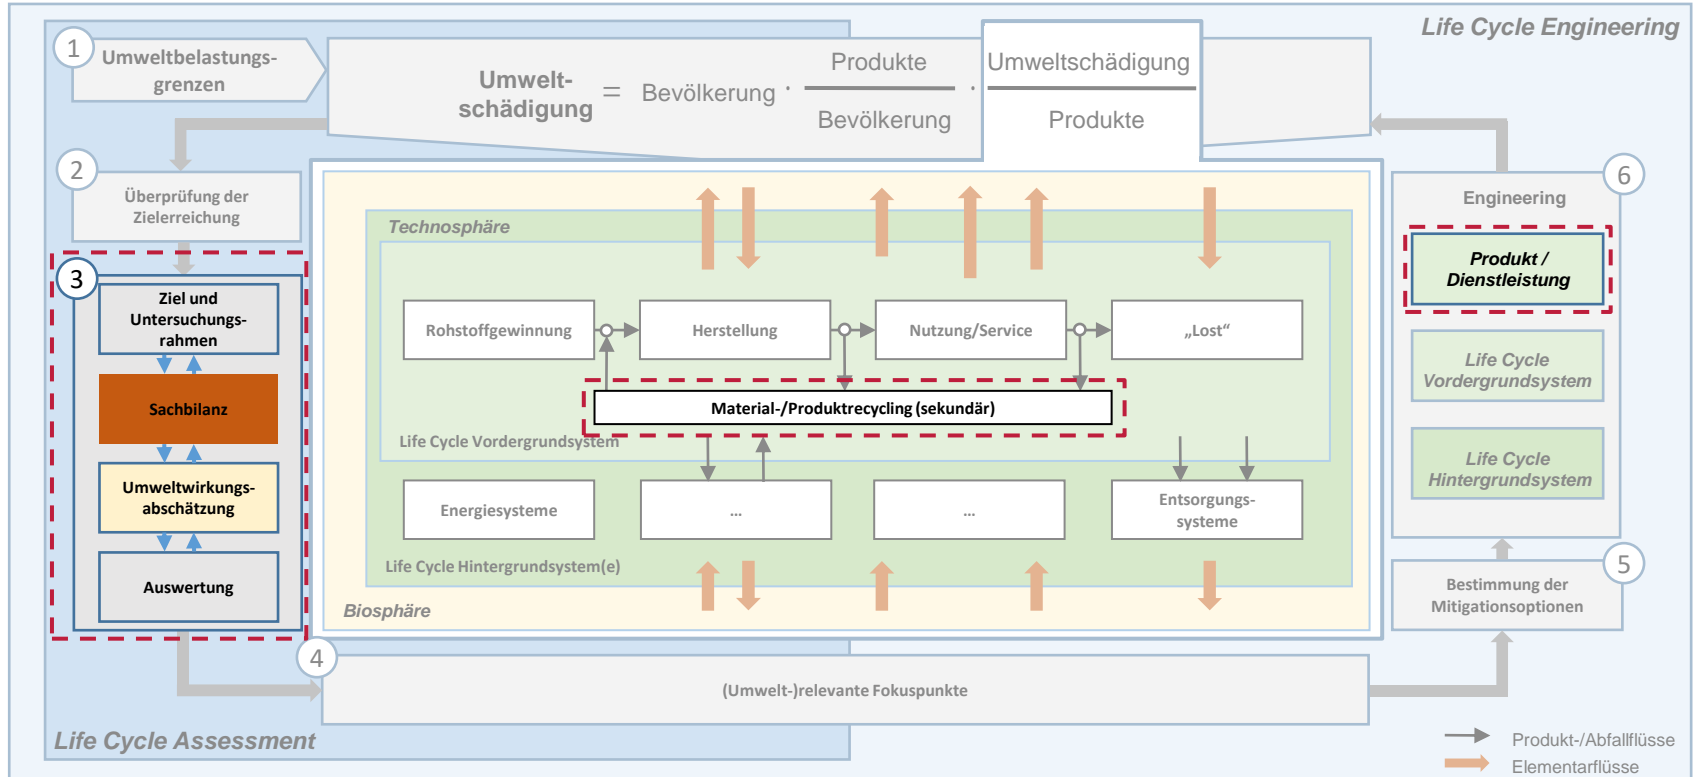 Life Cycle Engineering
1
Umweltbelastungs-
grenzen
Umwelt-
schädigung
=
Bevölkerung
·
Produkte
Bevölkerung
·
Umweltschädigung
Produkte
2
Überprüfung der
Zielerreichung
3
Ziel und
Untersuchungs-
rahmen
Sachbilanz
Umweltwirkungs-
abschätzung
Auswertung
Technosphäre
Rohstoffgewinnung
Herstellung
Nutzung/Service
„Lost“
Material-/Produktrecycling (sekundär)
Life Cycle Vordergrundsystem
Energiesysteme
...
...
Entsorgungs-
systeme
Life Cycle Hintergrundsystem(e)
Biosphäre
6
Engineering
Produkt /
Dienstleistung
Life Cycle
Vordergrundsystem
Life Cycle
Hintergrundsystem
5
Bestimmung der
Mitigationsoptionen
4
(Umwelt-)relevante Fokuspunkte
Life Cycle Assessment
Produkt-/Abfallflüsse
Elementarflüsse